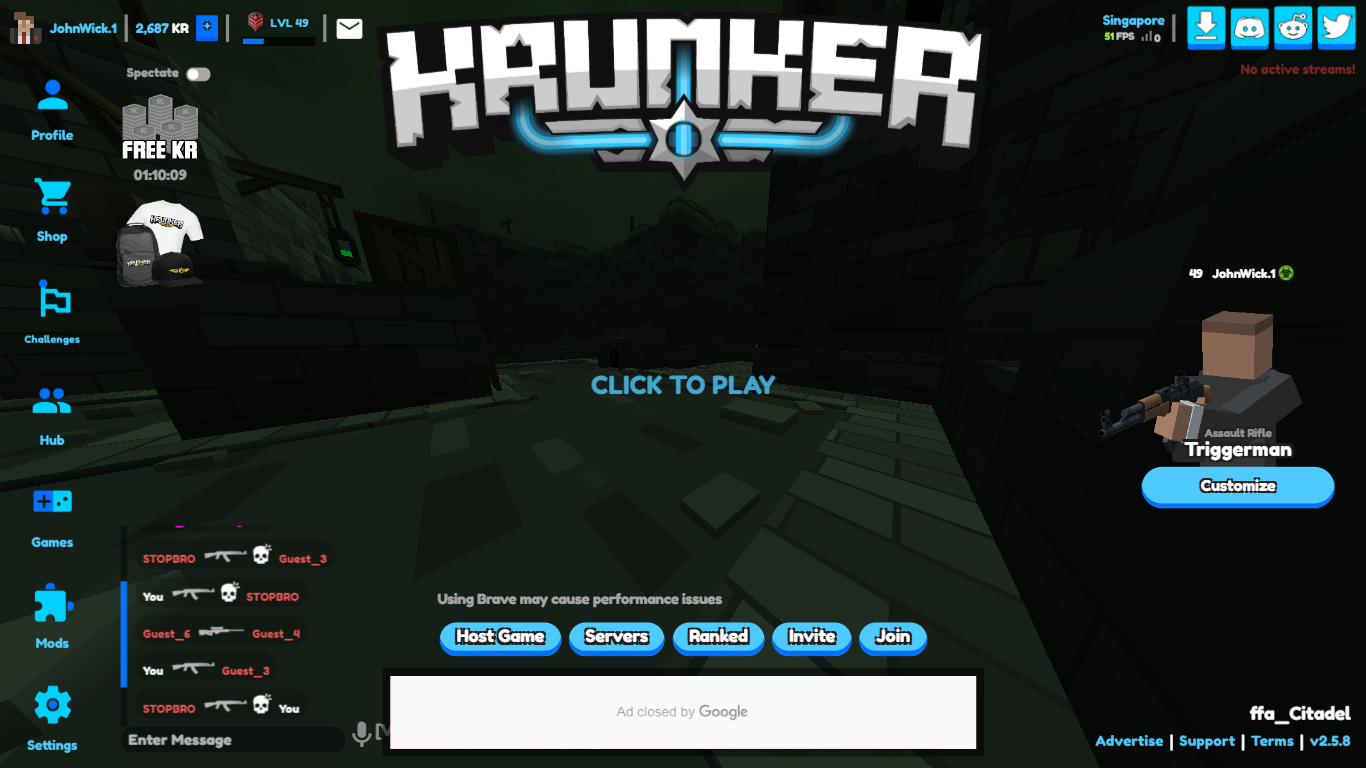 JohnWick.1
2,687 KR
LVL 49
KRUNKER
Singapore
51 FPS
0
No active streams!
Spectate
FREE KR
01:10:09
Profile
Shop
Challenges
Hub
Games
Mods
Settings
KRUNKER
49 JohnWick.1
CLICK TO PLAY
Assault Rifle
Triggerman
Customize
STOPBRO Guest_3
You STOPBRO
Guest_6 Guest_4
You Guest_3
STOPBRO You
Enter Message
Using Brave may cause performance issues
Host Game
Servers
Ranked
Invite
Join
Ad closed by Google
ffa_Citadel
Advertise | Support | Terms | v2.5.8